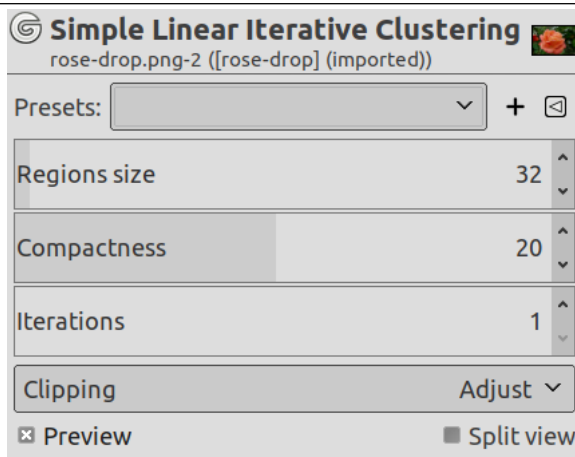 Simple Linear Iterative Clustering
rose-drop.png-2 ([rose-drop] (imported))
Presets:
Regions size 32
Compactness 20
Iterations 1
Clipping Adjust
Preview Split view